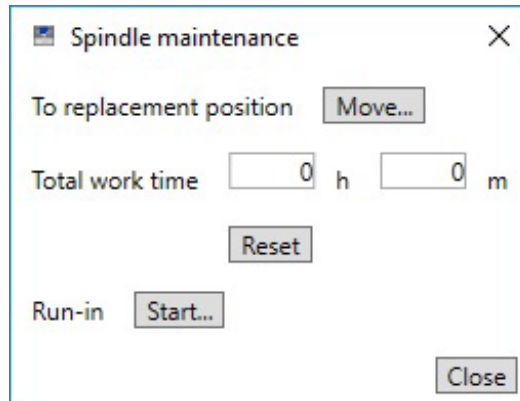 Spindle maintenance
To replacement position Move...
Total work time 0 h 0 m
Reset
Run-in Start...
Close